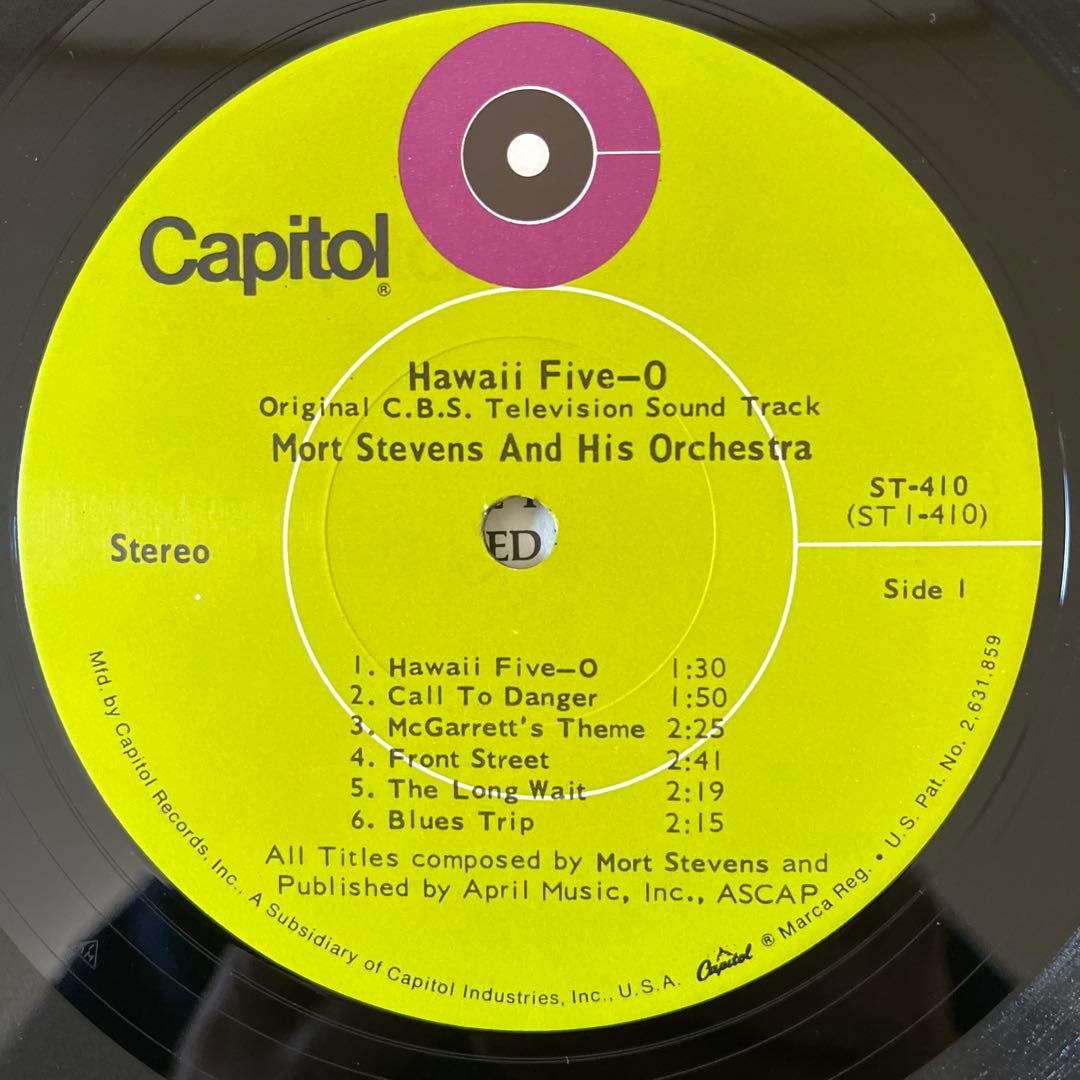 Capitol®
Hawaii Five-O
Original C.B.S. Television Sound Track
Mort Stevens And His Orchestra
ST-410
(ST 1-410)
Stereo
ED
Side 1
1. Hawaii Five-O 1:30
2. Call To Danger 1:50
3. McGarrett's Theme 2:25
4. Front Street 2:41
5. The Long Wait 2:19
6. Blues Trip 2:15
All Titles composed by Mort Stevens and
Published by April Music, Inc., ASCAP
Mfd. by Capitol Records, Inc., A Subsidiary of Capitol Industries, Inc., U.S.A. Capitol ® Marca Reg. • U.S. Pat. No. 2,631,859